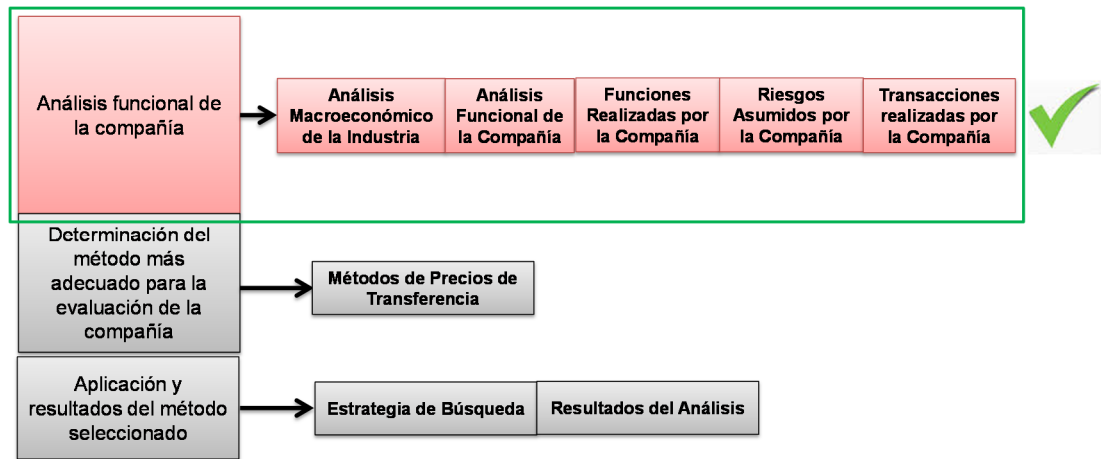 Análisis funcional de
la compañía
Análisis
Macroeconómico
de la Industria
Análisis
Funcional de
la Compañía
Funciones
Realizadas por
la Compañía
Riesgos
Asumidos por
la Compañía
Transacciones
realizadas por
la Compañía
Determinación del
método más
adecuado para la
evaluación de la
compañía
Métodos de Precios de
Transferencia
Aplicación y
resultados del método
seleccionado
Estrategia de Búsqueda
Resultados del Análisis